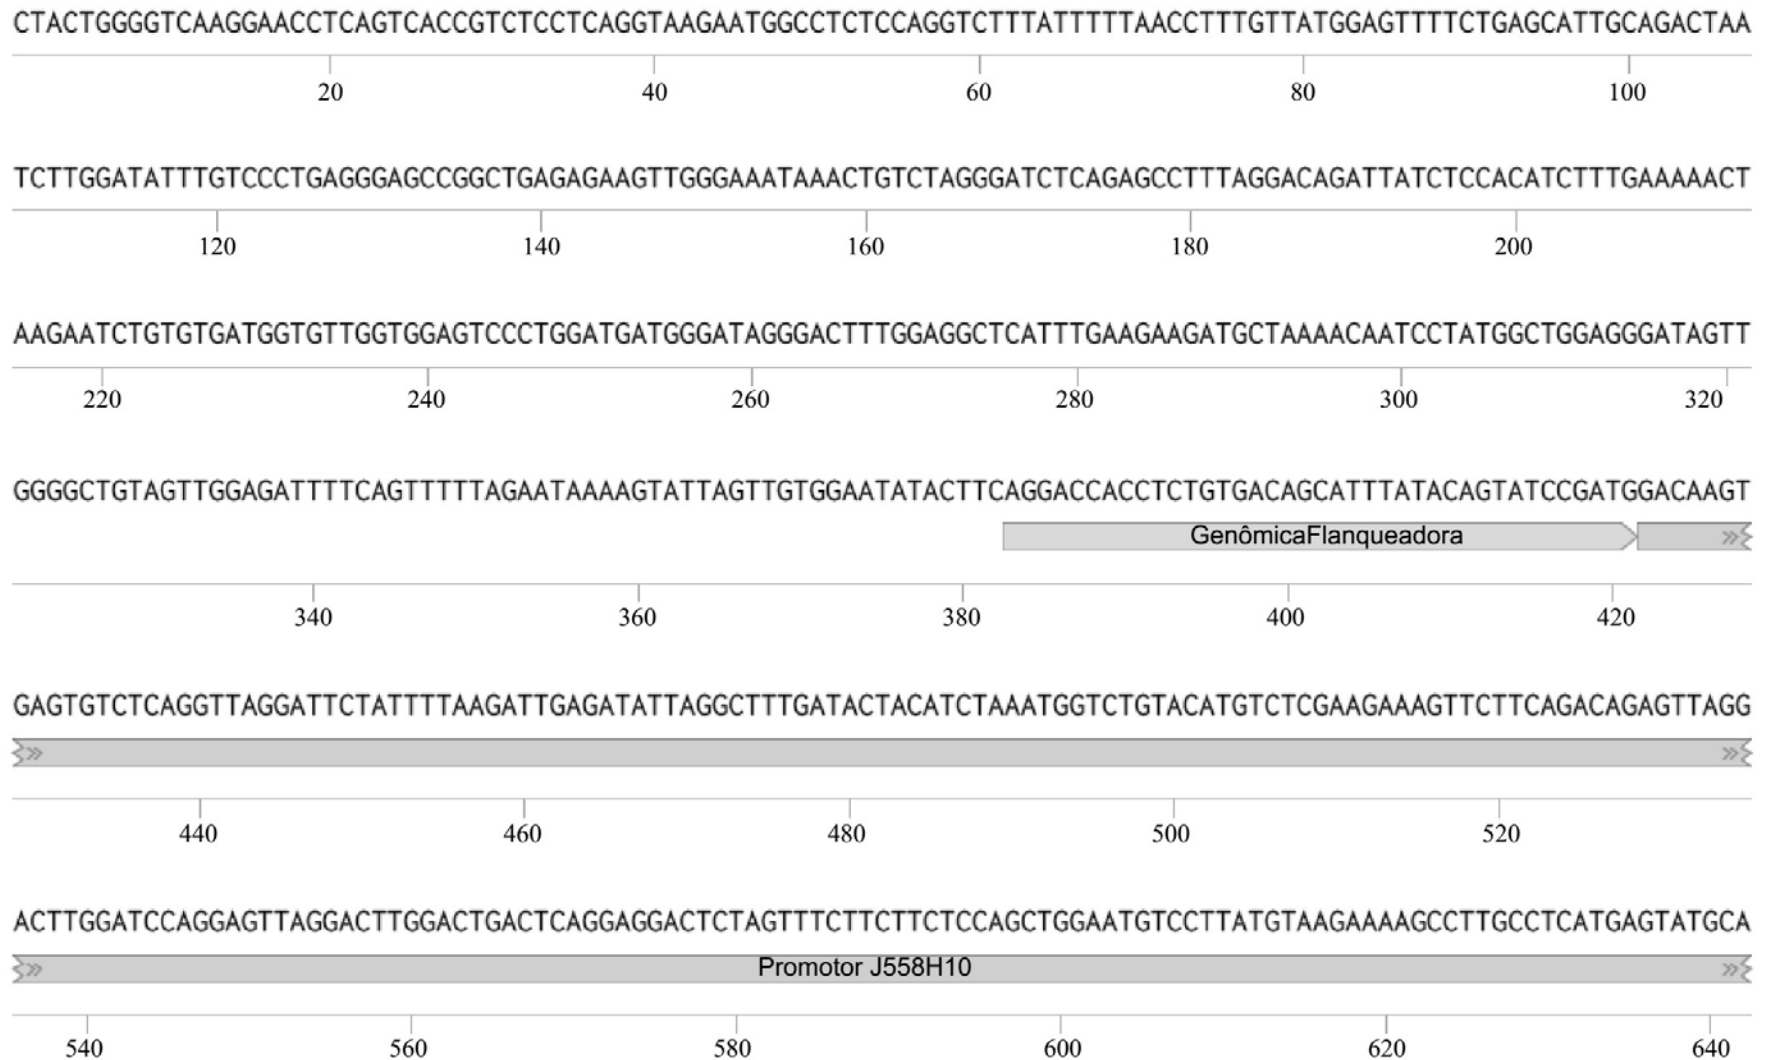 CTACTGGGGTCAAGGAACCTCAGTCACCGTCTCCTCAGGTAAGAATGGCCTCTCCAGGTCTTTATTTTTAACCTTTGTTATGGAGTTTTCTGAGCATTGCAGACTAA
20 40 60 80 100
TCTTGGATATTTGTCCCTGAGGGAGCCGGCTGAGAGAAGTTGGGAAATAAACTGTCTAGGGATCTCAGAGCCTTTAGGACAGATTATCTCCACATCTTTGAAAAACT
120 140 160 180 200
AAGAATCTGTGTGATGGTGTTGGTGGAGTCCCTGGATGATGGGATAGGGACTTTGGAGGCTCATTTGAAGAAGATGCTAAAACAATCCTATGGCTGGAGGGATAGTT
220 240 260 280 300 320
GGGGCTGTAGTTGGAGATTTTCAGTTTTTAGAATAAAAGTATTAGTTGTGGAATATACTTCAGGACCACCTCTGTGACAGCATTTATACAGTATCCGATGGACAAGT
GenômicaFlanqueadora
340 360 380 400 420
GAGTGTCTCAGGTTAGGATTCTATTTTAAGATTGAGATATTAGGCTTTGATACTACATCTAAATGGTCTGTACATGTCTCGAAGAAAGTTCTTCAGACAGAGTTAGG
440 460 480 500 520
ACTTGGATCCAGGAGTTAGGACTTGGACTGACTCAGGAGGACTCTAGTTTCTTCTTCTCCAGCTGGAATGTCCTTATGTAAGAAAAGCCTTGCCTCATGAGTATGCA
Promotor J558H10
540 560 580 600 620 640